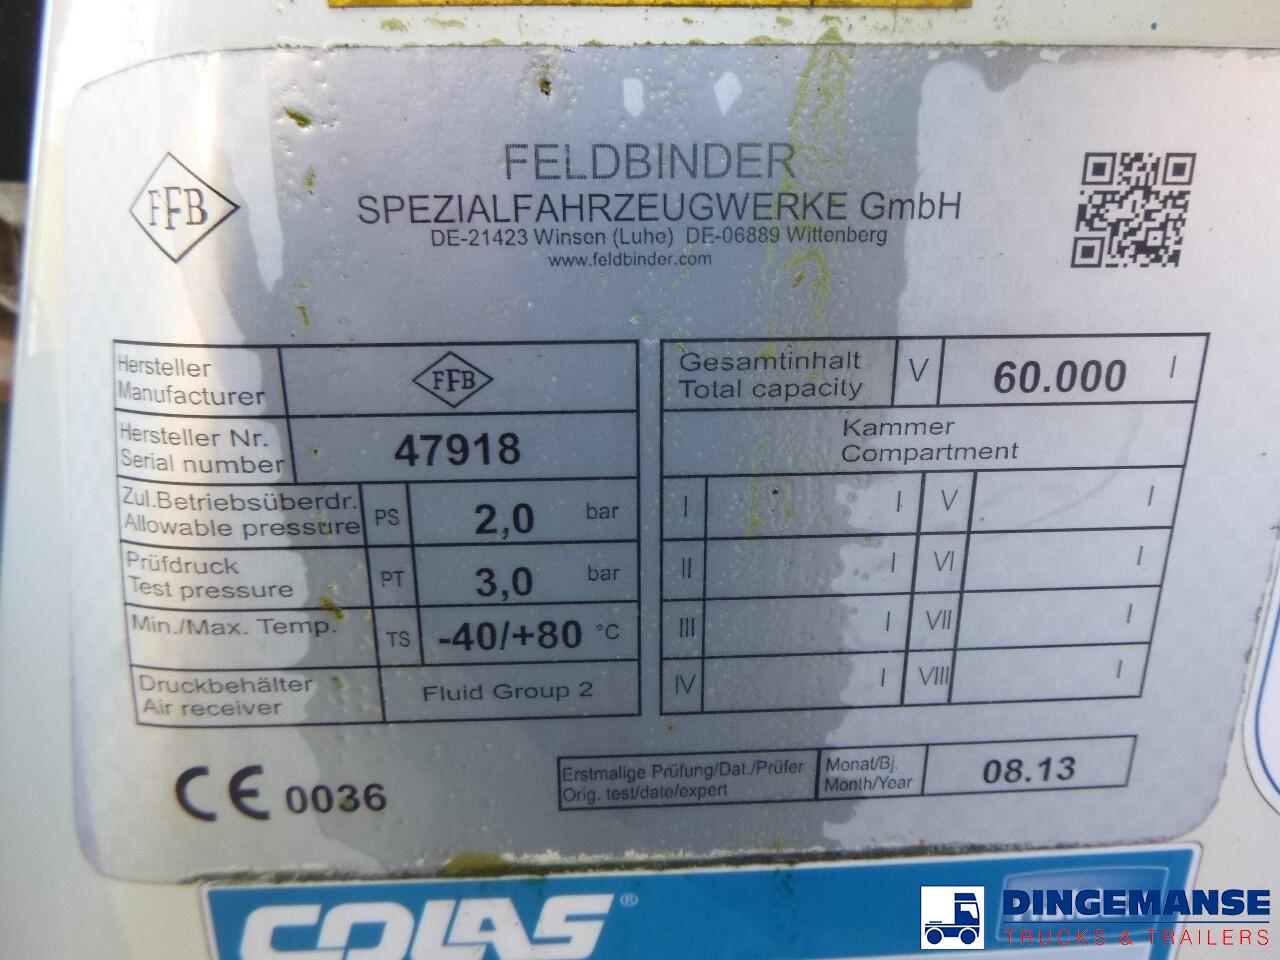 FFB
FELDBINDER
SPEZIALFAHRZEUGWERKE GmbH
DE-21423 Winsen (Luhe) DE-06889 Wittenberg
www.feldbinder.com
Hersteller
Manufacturer
FFB
Hersteller Nr.
Serial number
47918
Zul.Betriebsüberdr.
Allowable pressure
PS
2,0 bar
Prüfdruck
Test pressure
PT
3,0 bar
Min./Max. Temp.
TS
-40/+80 °C
Druckbehälter
Air receiver
Fluid Group 2
Gesamtinhalt
Total capacity
V
60.000 l
Kammer
Compartment
I l V l
II l VI l
III l VII l
IV l VIII l
CE 0036
Erstmalige Prüfung/Dat./Prüfer
Orig. test/date/expert
Monat/Bj.
Month/Year
08.13
COLAS®
DINGEMANSE
TRUCKS & TRAILERS